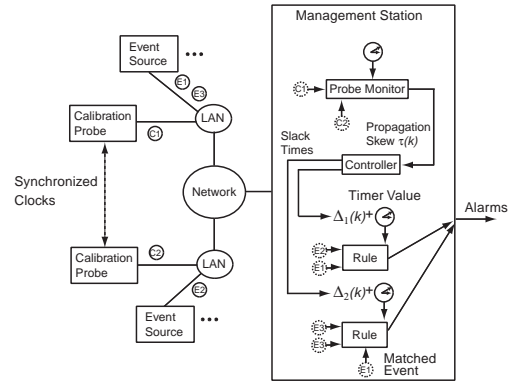 Management Station
Event
Source
•••
E1
E3
LAN
Calibration
Probe
C1
Synchronized
Clocks
Network
C2
Calibration
Probe
LAN
E2
Event
Source
•••
C1
Probe Monitor
C2
Propagation
Skew τ(k)
Slack
Times
Controller
Timer Value
Δ1(k)+
E2
E1
Rule
Alarms
Δ2(k)+
E3
E3
Rule
E1
Matched
Event